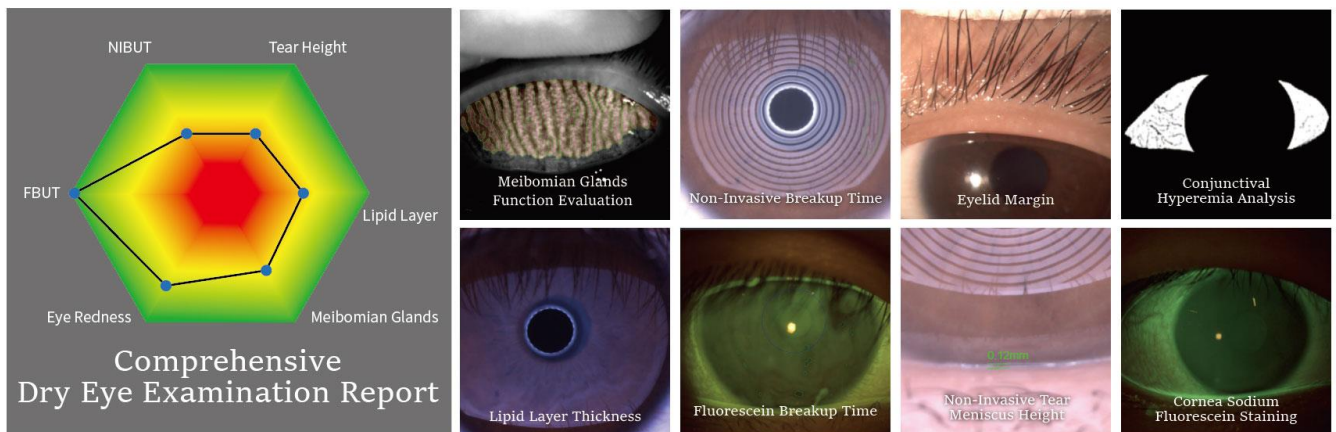 NIBUT
Tear Height
FBUT
Lipid Layer
Eye Redness
Meibomian Glands
Comprehensive
Dry Eye Examination Report
Meibomian Glands
Function Evaluation
Non-Invasive Breakup Time
Eyelid Margin
Conjunctival
Hyperemia Analysis
Lipid Layer Thickness
Fluorescein Breakup Time
0.12mm
Non-Invasive Tear
Meniscus Height
Cornea Sodium
Fluorescein Staining